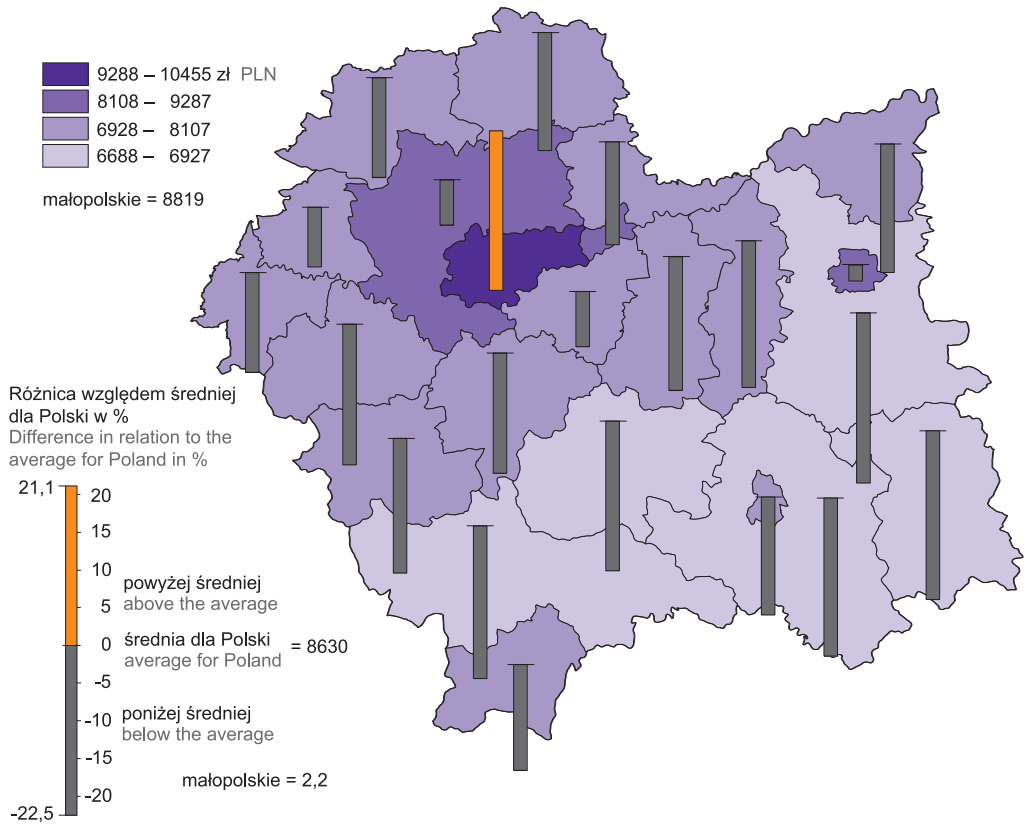 9288 – 10455 zł PLN
8108 – 9287
6928 – 8107
6688 – 6927
małopolskie = 8819
Różnica względem średniej
dla Polski w %
Difference in relation to the
average for Poland in %
21,1
20
15
10
5
0
-5
-10
-15
-20
-22,5
powyżej średniej
above the average
średnia dla Polski
average for Poland
= 8630
poniżej średniej
below the average
małopolskie = 2,2